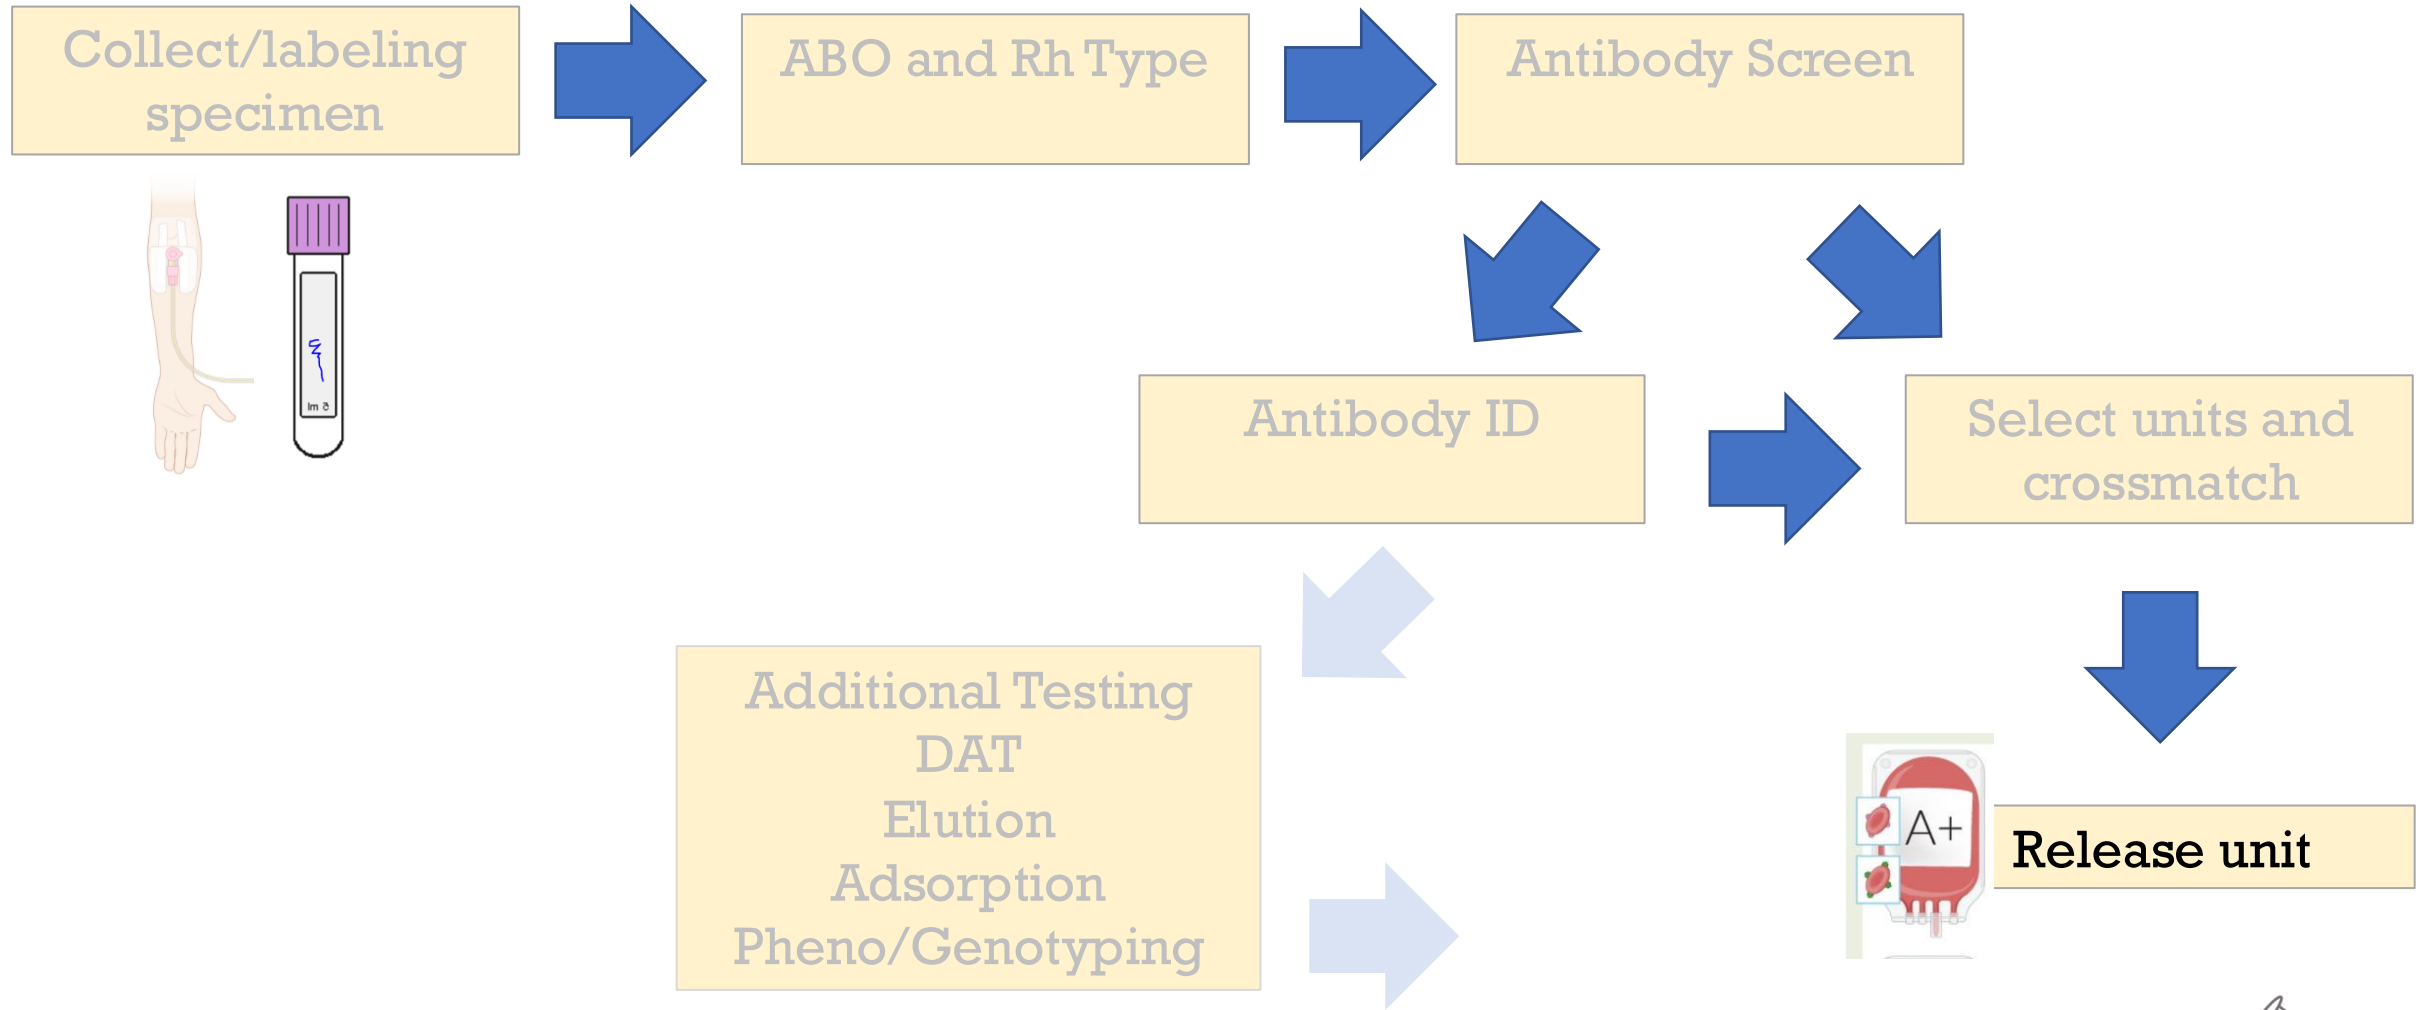 Collect/labeling
specimen
ABO and Rh Type
Antibody Screen
Antibody ID
Select units and
crossmatch
Additional Testing
DAT
Elution
Adsorption
Pheno/Genotyping
A+
Release unit